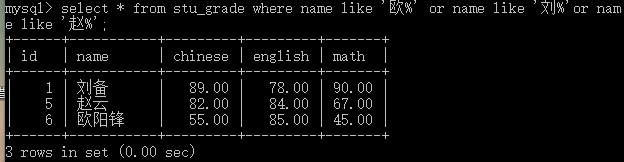 mysql> select * from stu_grade where name like '欧%' or name like '刘%'or nam
e like '赵%';
+------+--------+---------+---------+-------+
| id | name | chinese | english | math |
+------+--------+---------+---------+-------+
| 1 | 刘备 | 89.00 | 78.00 | 90.00 |
| 5 | 赵云 | 82.00 | 84.00 | 67.00 |
| 6 | 欧阳锋 | 55.00 | 85.00 | 45.00 |
+------+--------+---------+---------+-------+
3 rows in set (0.00 sec)